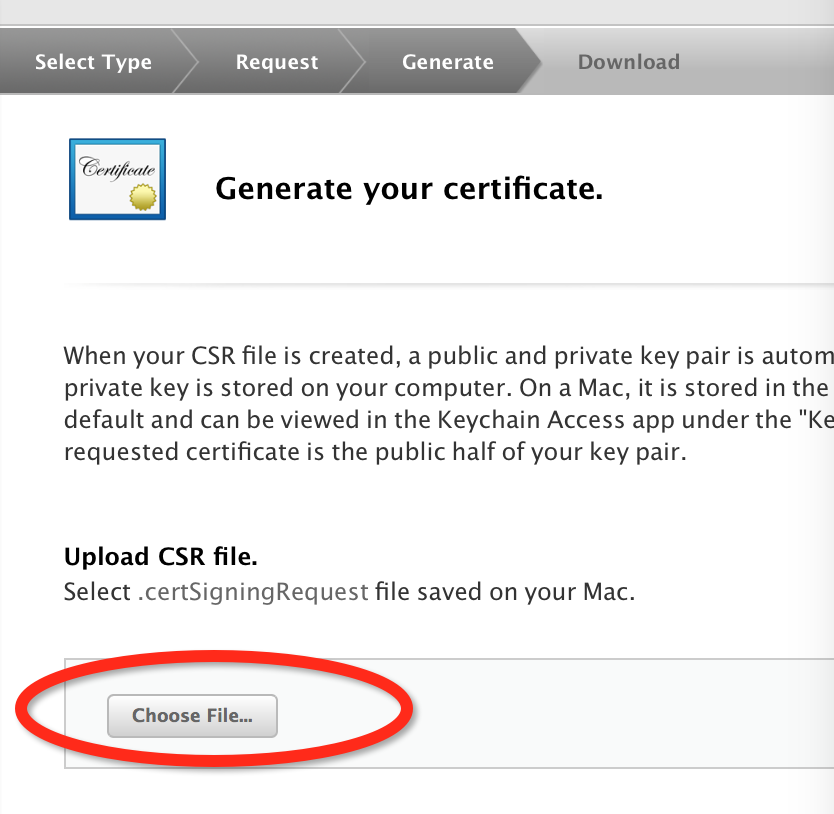 Select Type Request Generate Download
Certificate
Generate your certificate.
When your CSR file is created, a public and private key pair is autom
private key is stored on your computer. On a Mac, it is stored in the
default and can be viewed in the Keychain Access app under the "Ke
requested certificate is the public half of your key pair.
Upload CSR file.
Select .certSigningRequest file saved on your Mac.
Choose File...